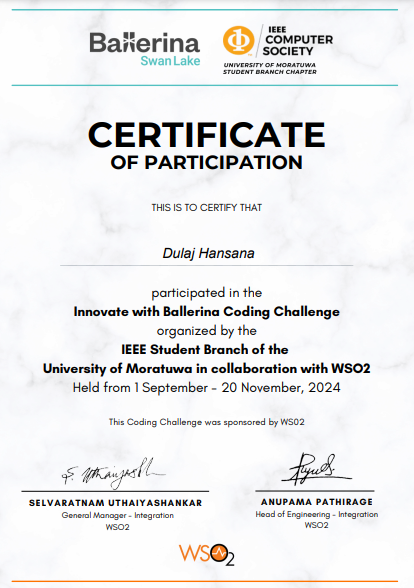 Ballerina
Swan Lake
IEEE
COMPUTER
SOCIETY
UNIVERSITY OF MORATUWA
STUDENT BRANCH CHAPTER
CERTIFICATE
OF PARTICIPATION
THIS IS TO CERTIFY THAT
Dulaj Hansana
participated in the
Innovate with Ballerina Coding Challenge
organized by the
IEEE Student Branch of the
University of Moratuwa in collaboration with WSO2
Held from 1 September - 20 November, 2024
This Coding Challenge was sponsored by WS02
SELVARATNAM UTHAIYASHANKAR
General Manager - Integration
WSO2
ANUPAMA PATHIRAGE
Head of Engineering - Integration
WSO2
WSO2